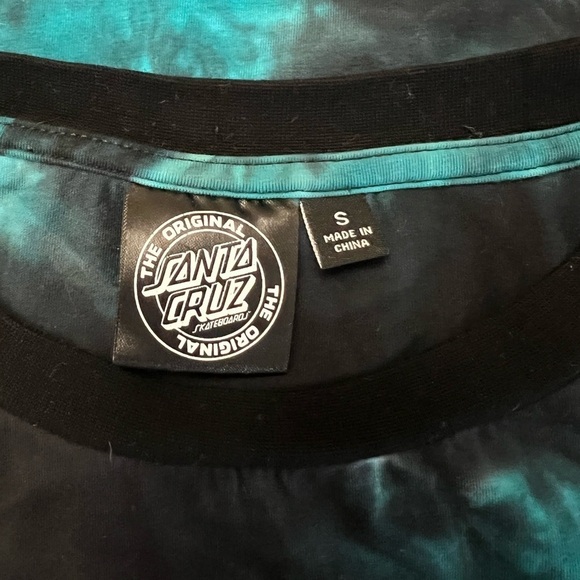 THE ORIGINAL
SANTA
CRUZ
SKATEBOARDS
THE ORIGINAL
S
MADE IN
CHINA